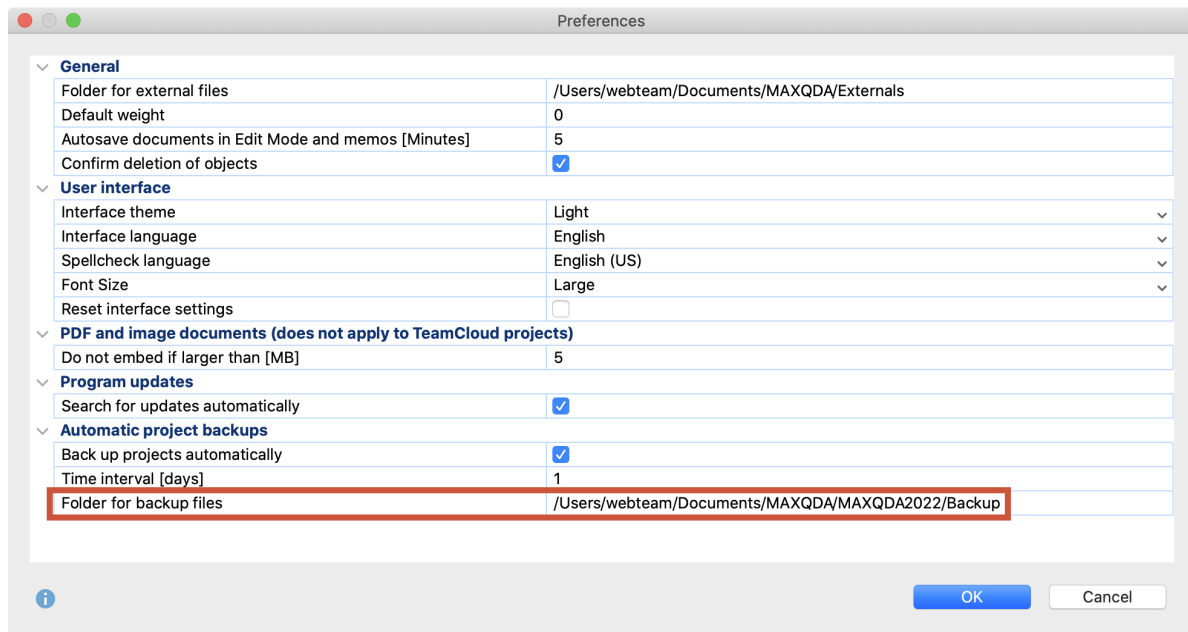 Preferences
General
Folder for external files /Users/webteam/Documents/MAXQDA/Externals
Default weight 0
Autosave documents in Edit Mode and memos [Minutes] 5
Confirm deletion of objects
User interface
Interface theme Light
Interface language English
Spellcheck language English (US)
Font Size Large
Reset interface settings
PDF and image documents (does not apply to TeamCloud projects)
Do not embed if larger than [MB] 5
Program updates
Search for updates automatically
Automatic project backups
Back up projects automatically
Time interval [days] 1
Folder for backup files /Users/webteam/Documents/MAXQDA/MAXQDA2022/Backup
OK Cancel